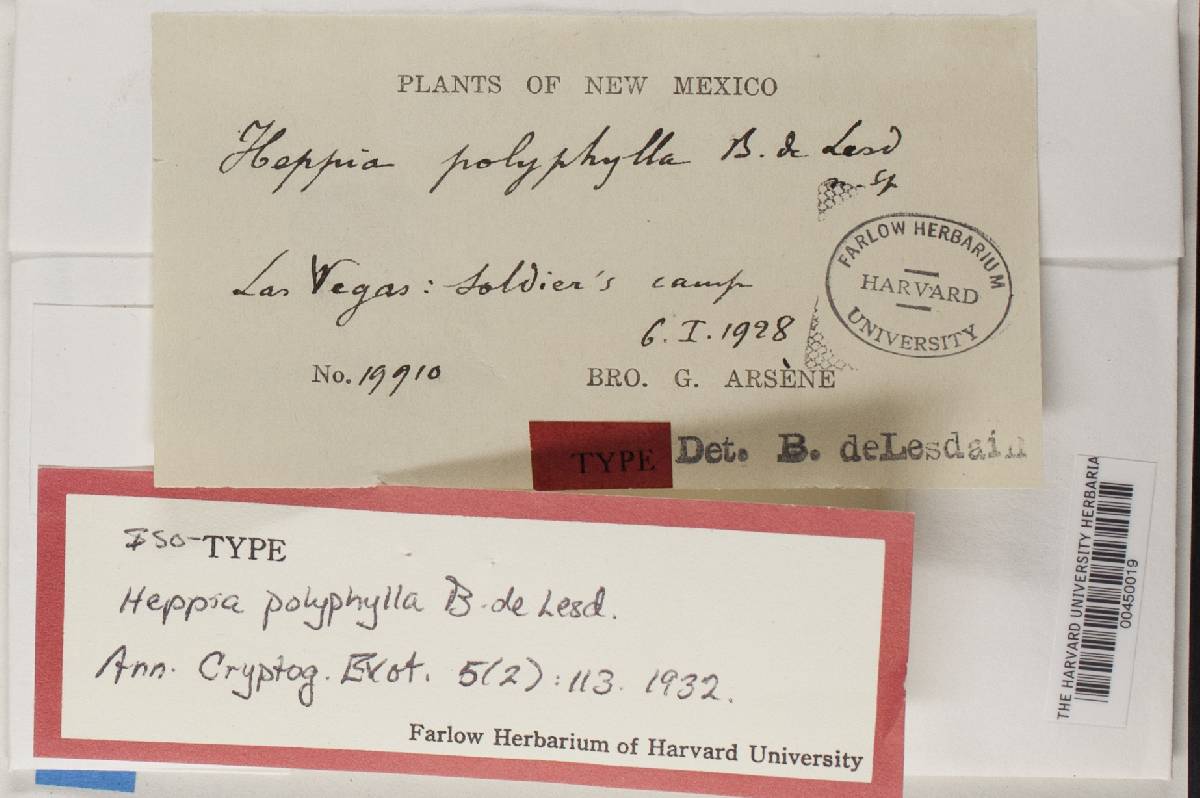 PLANTS OF NEW MEXICO
Heppia polyphylla B. de Lesd
n. sp
Las Vegas: Soldier's camp
6. I. 1928
No. 19910
BRO. G. ARSÈNE
FARLOW HERBARIUM
HARVARD
UNIVERSITY
TYPE
Det. B. deLesdain
ISO-TYPE
Heppia polyphylla B. de Lesd.
Ann. Cryptog. Exot. 5(2):113. 1932.
Farlow Herbarium of Harvard University
THE HARVARD UNIVERSITY HERBARIA
00450019